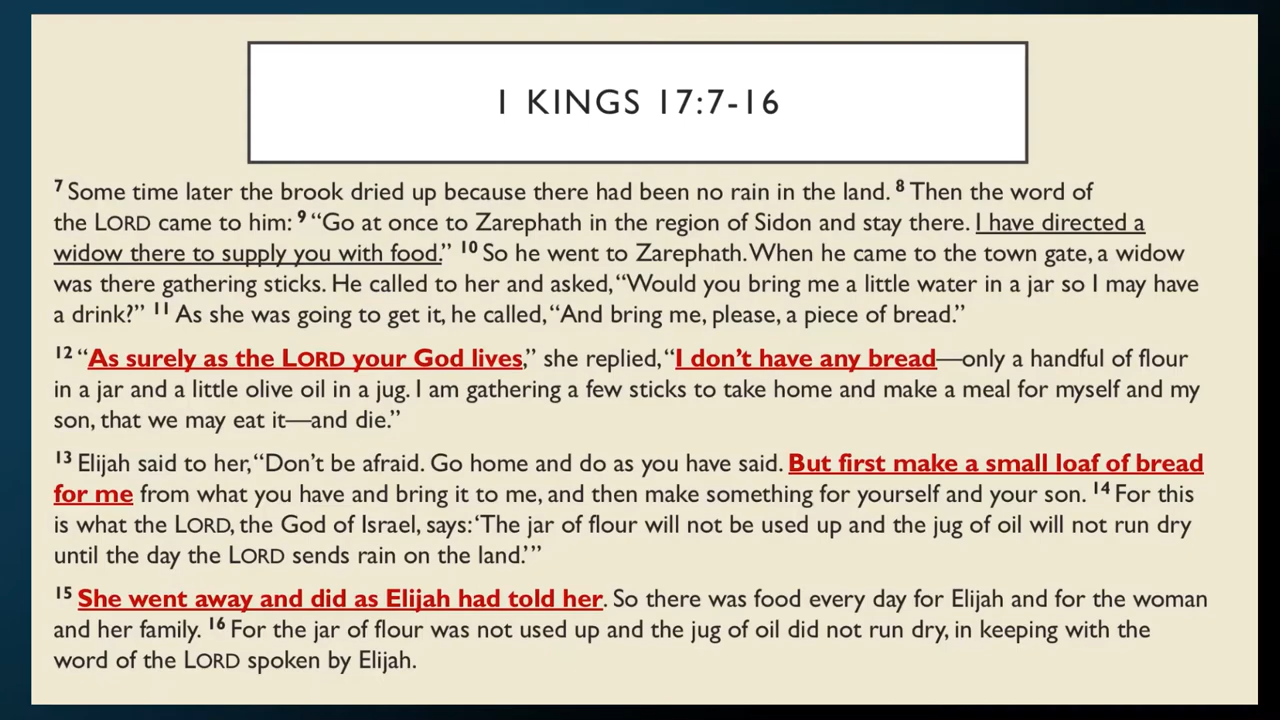 1 KINGS 17:7-16
7 Some time later the brook dried up because there had been no rain in the land. 8 Then the word of
the LORD came to him: 9 “Go at once to Zarephath in the region of Sidon and stay there. I have directed a
widow there to supply you with food.” 10 So he went to Zarephath. When he came to the town gate, a widow
was there gathering sticks. He called to her and asked, “Would you bring me a little water in a jar so I may have
a drink?” 11 As she was going to get it, he called, “And bring me, please, a piece of bread.”
12 “As surely as the LORD your God lives,” she replied, “I don’t have any bread—only a handful of flour
in a jar and a little olive oil in a jug. I am gathering a few sticks to take home and make a meal for myself and my
son, that we may eat it—and die.”
13 Elijah said to her, “Don’t be afraid. Go home and do as you have said. But first make a small loaf of bread
for me from what you have and bring it to me, and then make something for yourself and your son. 14 For this
is what the LORD, the God of Israel, says: ‘The jar of flour will not be used up and the jug of oil will not run dry
until the day the LORD sends rain on the land.’”
15 She went away and did as Elijah had told her. So there was food every day for Elijah and for the woman
and her family. 16 For the jar of flour was not used up and the jug of oil did not run dry, in keeping with the
word of the LORD spoken by Elijah.